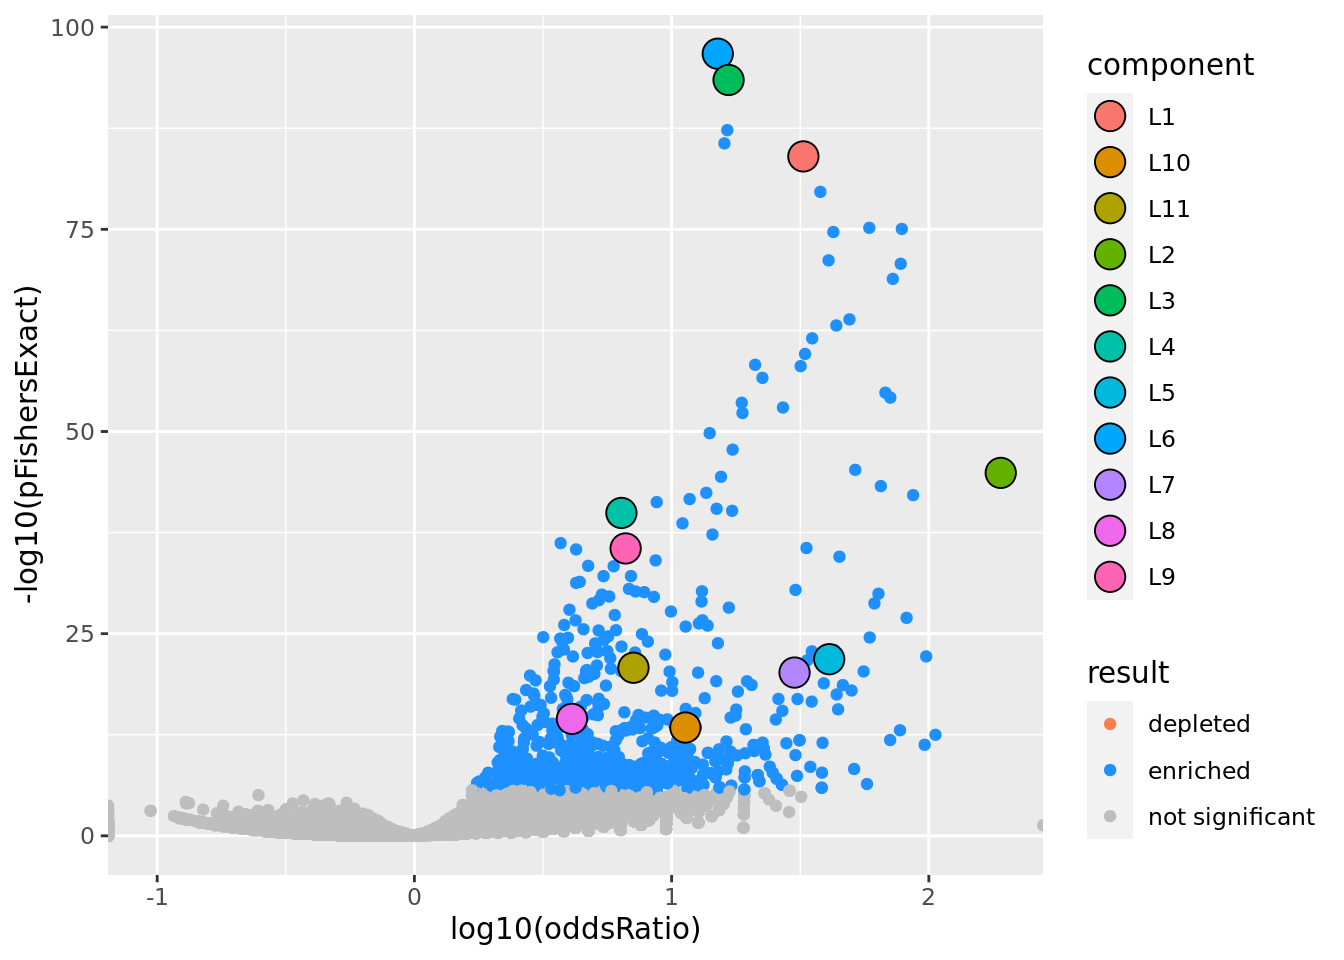 100
75
50
25
0
-log10(pFishersExact)
-1
0
1
2
log10(oddsRatio)
component
L1
L10
L11
L2
L3
L4
L5
L6
L7
L8
L9
result
depleted
enriched
not significant